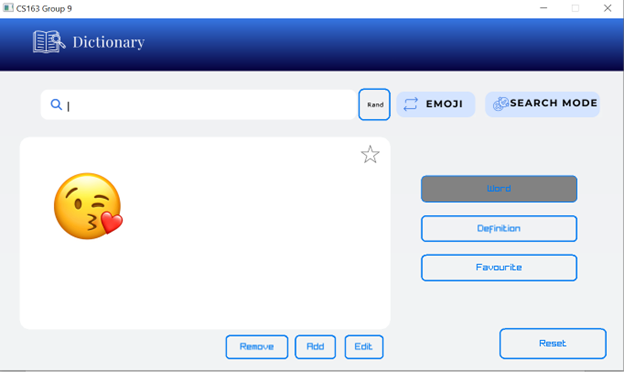 CS163 Group 9
Dictionary
Rand
EMOJI
SEARCH MODE
Word
Definition
Favourite
Remove
Add
Edit
Reset